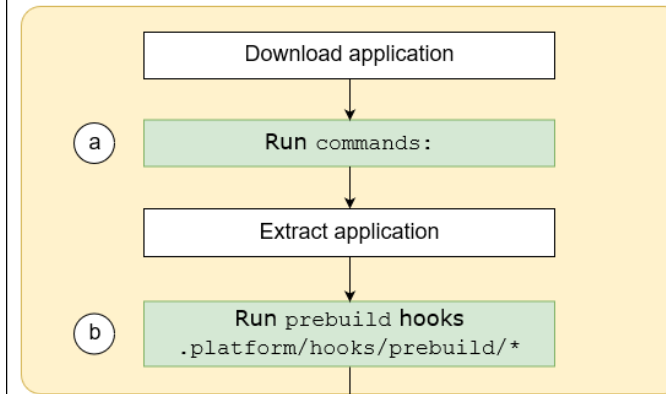 Download application
a
Run commands:
Extract application
b
Run prebuild hooks
.platform/hooks/prebuild/*